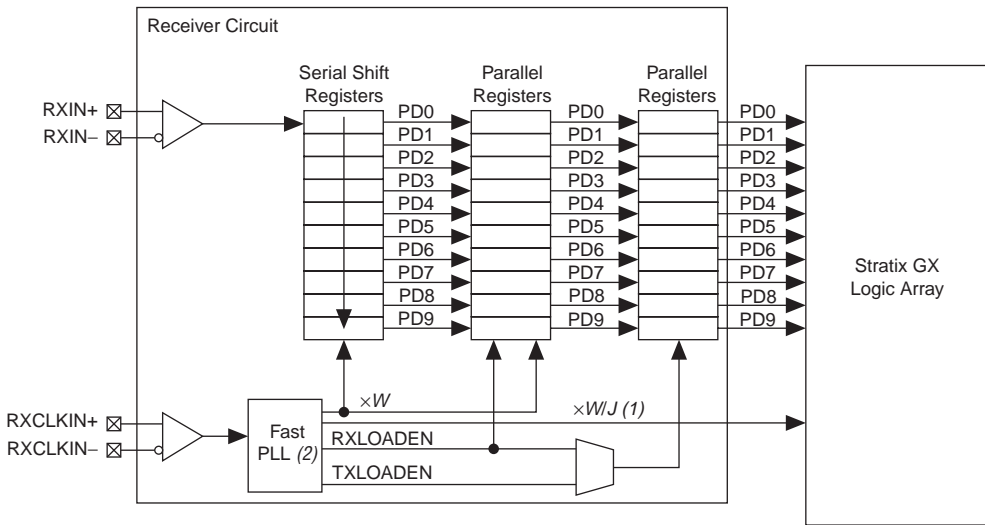 Receiver Circuit
Serial Shift
Registers
Parallel
Registers
Parallel
Registers
RXIN+
RXIN−
PD0 PD0 PD0
PD1 PD1 PD1
PD2 PD2 PD2
PD3 PD3 PD3
PD4 PD4 PD4
PD5 PD5 PD5
PD6 PD6 PD6
PD7 PD7 PD7
PD8 PD8 PD8
PD9 PD9 PD9
Stratix GX
Logic Array
×W
×W/J (1)
RXCLKIN+
RXCLKIN−
Fast
PLL (2)
RXLOADEN
TXLOADEN